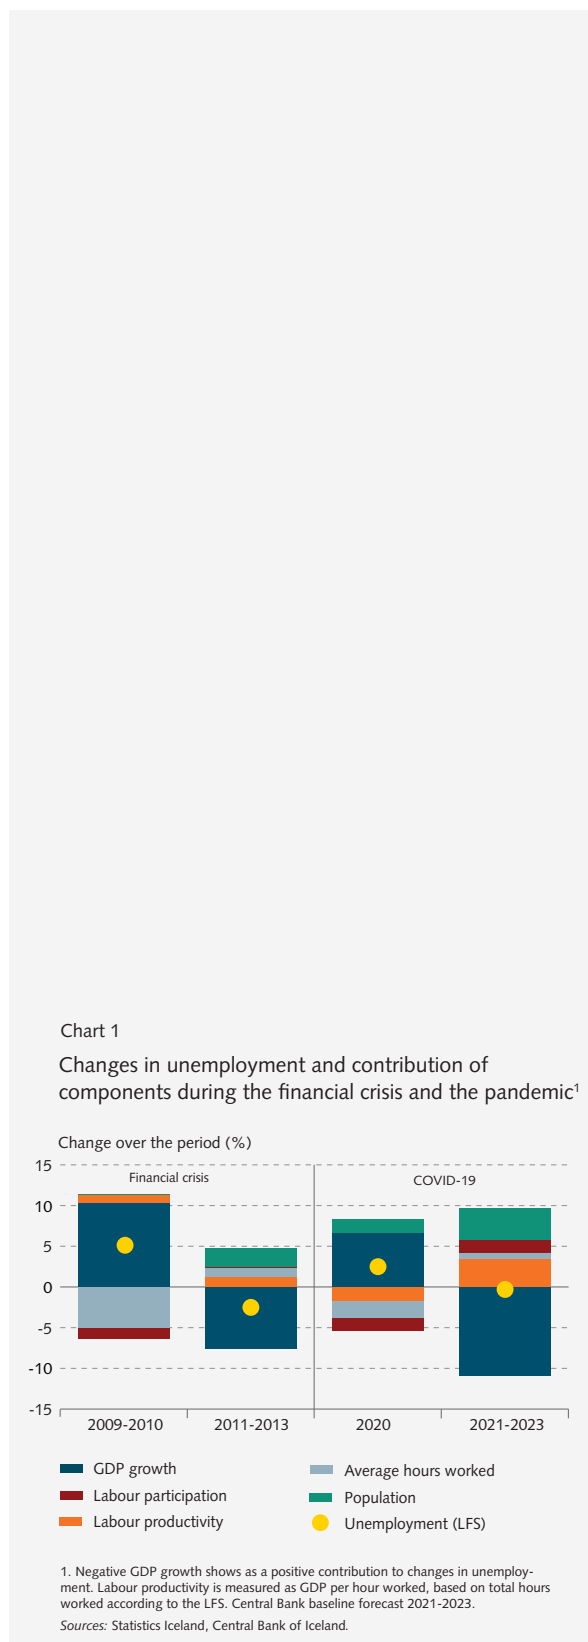 Chart 1
Changes in unemployment and contribution of
components during the financial crisis and the pandemic¹
Change over the period (%)
15
10
5
0
-5
-10
-15
Financial crisis
COVID-19
2009-2010
2011-2013
2020
2021-2023
GDP growth
Labour participation
Labour productivity
Average hours worked
Population
Unemployment (LFS)
1. Negative GDP growth shows as a positive contribution to changes in unemploy-
ment. Labour productivity is measured as GDP per hour worked, based on total hours
worked according to the LFS. Central Bank baseline forecast 2021-2023.
Sources: Statistics Iceland, Central Bank of Iceland.